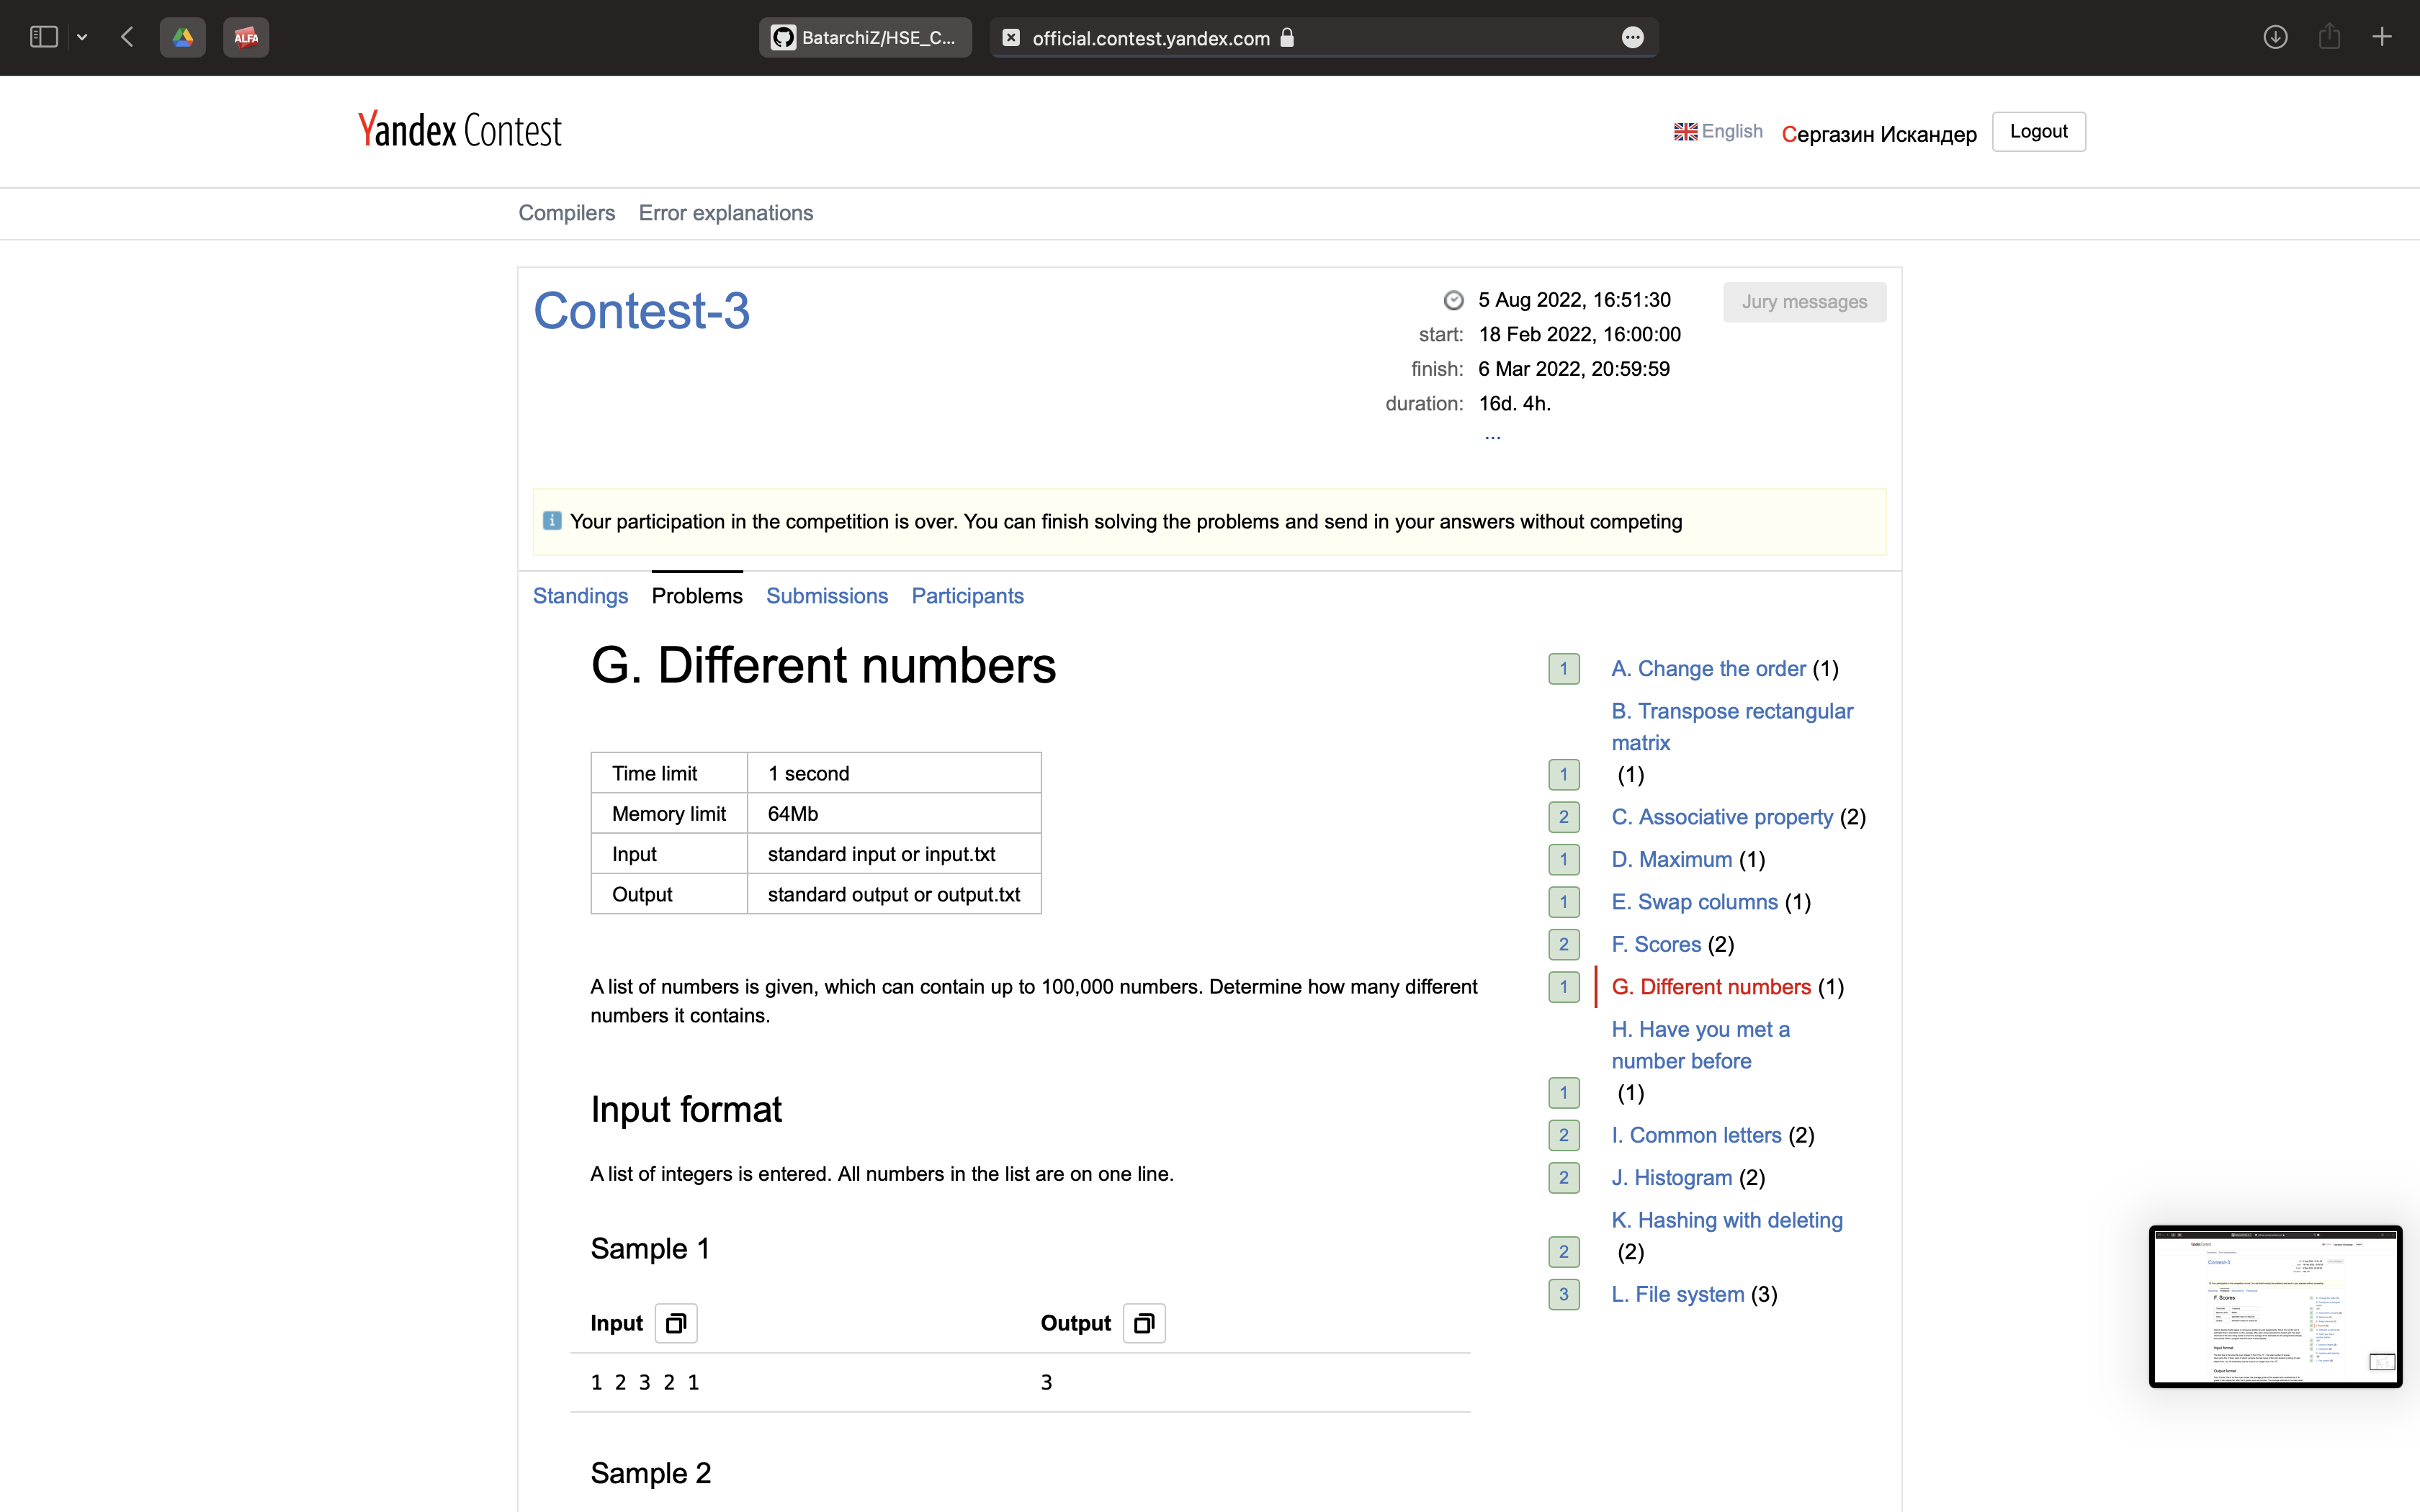 ALFA
BatarchiZ/HSE_C...
official.contest.yandex.com
Yandex Contest
English
Сергазин Искандер
Logout
Compilers
Error explanations
Contest-3
5 Aug 2022, 16:51:30
Jury messages
start: 18 Feb 2022, 16:00:00
finish: 6 Mar 2022, 20:59:59
duration: 16d. 4h.
...
Your participation in the competition is over. You can finish solving the problems and send in your answers without competing
Standings Problems Submissions Participants
G. Different numbers
Time limit 1 second
Memory limit 64Mb
Input standard input or input.txt
Output standard output or output.txt
A list of numbers is given, which can contain up to 100,000 numbers. Determine how many different
numbers it contains.
Input format
A list of integers is entered. All numbers in the list are on one line.
Sample 1
Input Output
1 2 3 2 1 3
Sample 2
1 A. Change the order (1)
B. Transpose rectangular
matrix
1 (1)
2 C. Associative property (2)
1 D. Maximum (1)
1 E. Swap columns (1)
2 F. Scores (2)
1 G. Different numbers (1)
H. Have you met a
number before
1 (1)
2 I. Common letters (2)
2 J. Histogram (2)
K. Hashing with deleting
2 (2)
3 L. File system (3)
Contest-3
F. Scores
Input format
Output format